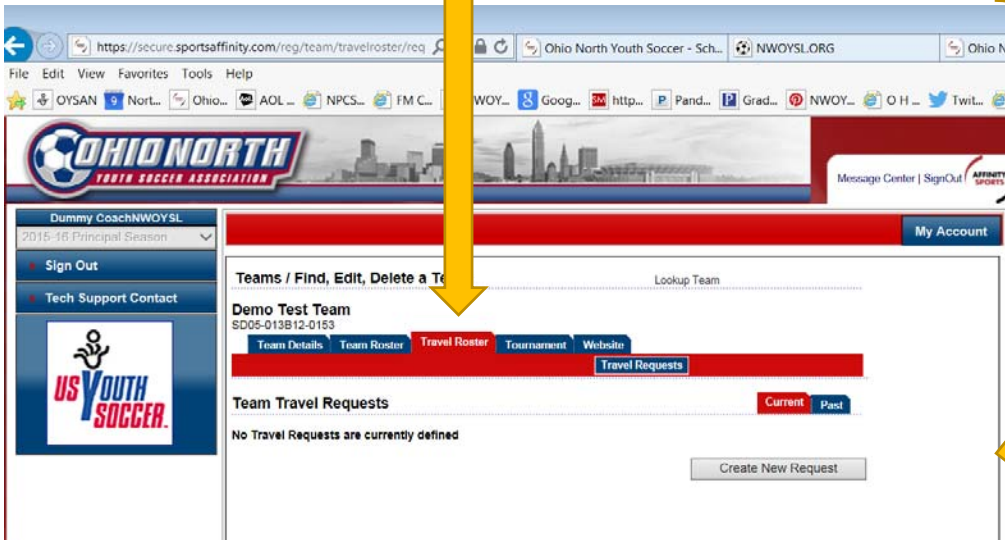 https://secure.sportsaffinity.com/reg/team/travelroster/req
Ohio North Youth Soccer - Sch...
NWOYSL.ORG
Ohio N
File Edit View Favorites Tools Help
OYSAN Nort... Ohio... AOL ... NPCS... FM C... WOY... Goog... http... Pand... Grad... NWOY... O H ... Twit...
OHIO NORTH
YOUTH SOCCER ASSOCIATION
Message Center | SignOut
AFFINITY
SPORTS
Dummy CoachNWOYSL
2015-16 Principal Season
My Account
Sign Out
Tech Support Contact
Teams / Find, Edit, Delete a Te
Lookup Team
Demo Test Team
SD05-013B12-0153
Team Details Team Roster Travel Roster Tournament Website
Travel Requests
US YOUTH SOCCER
Team Travel Requests
Current Past
No Travel Requests are currently defined
Create New Request